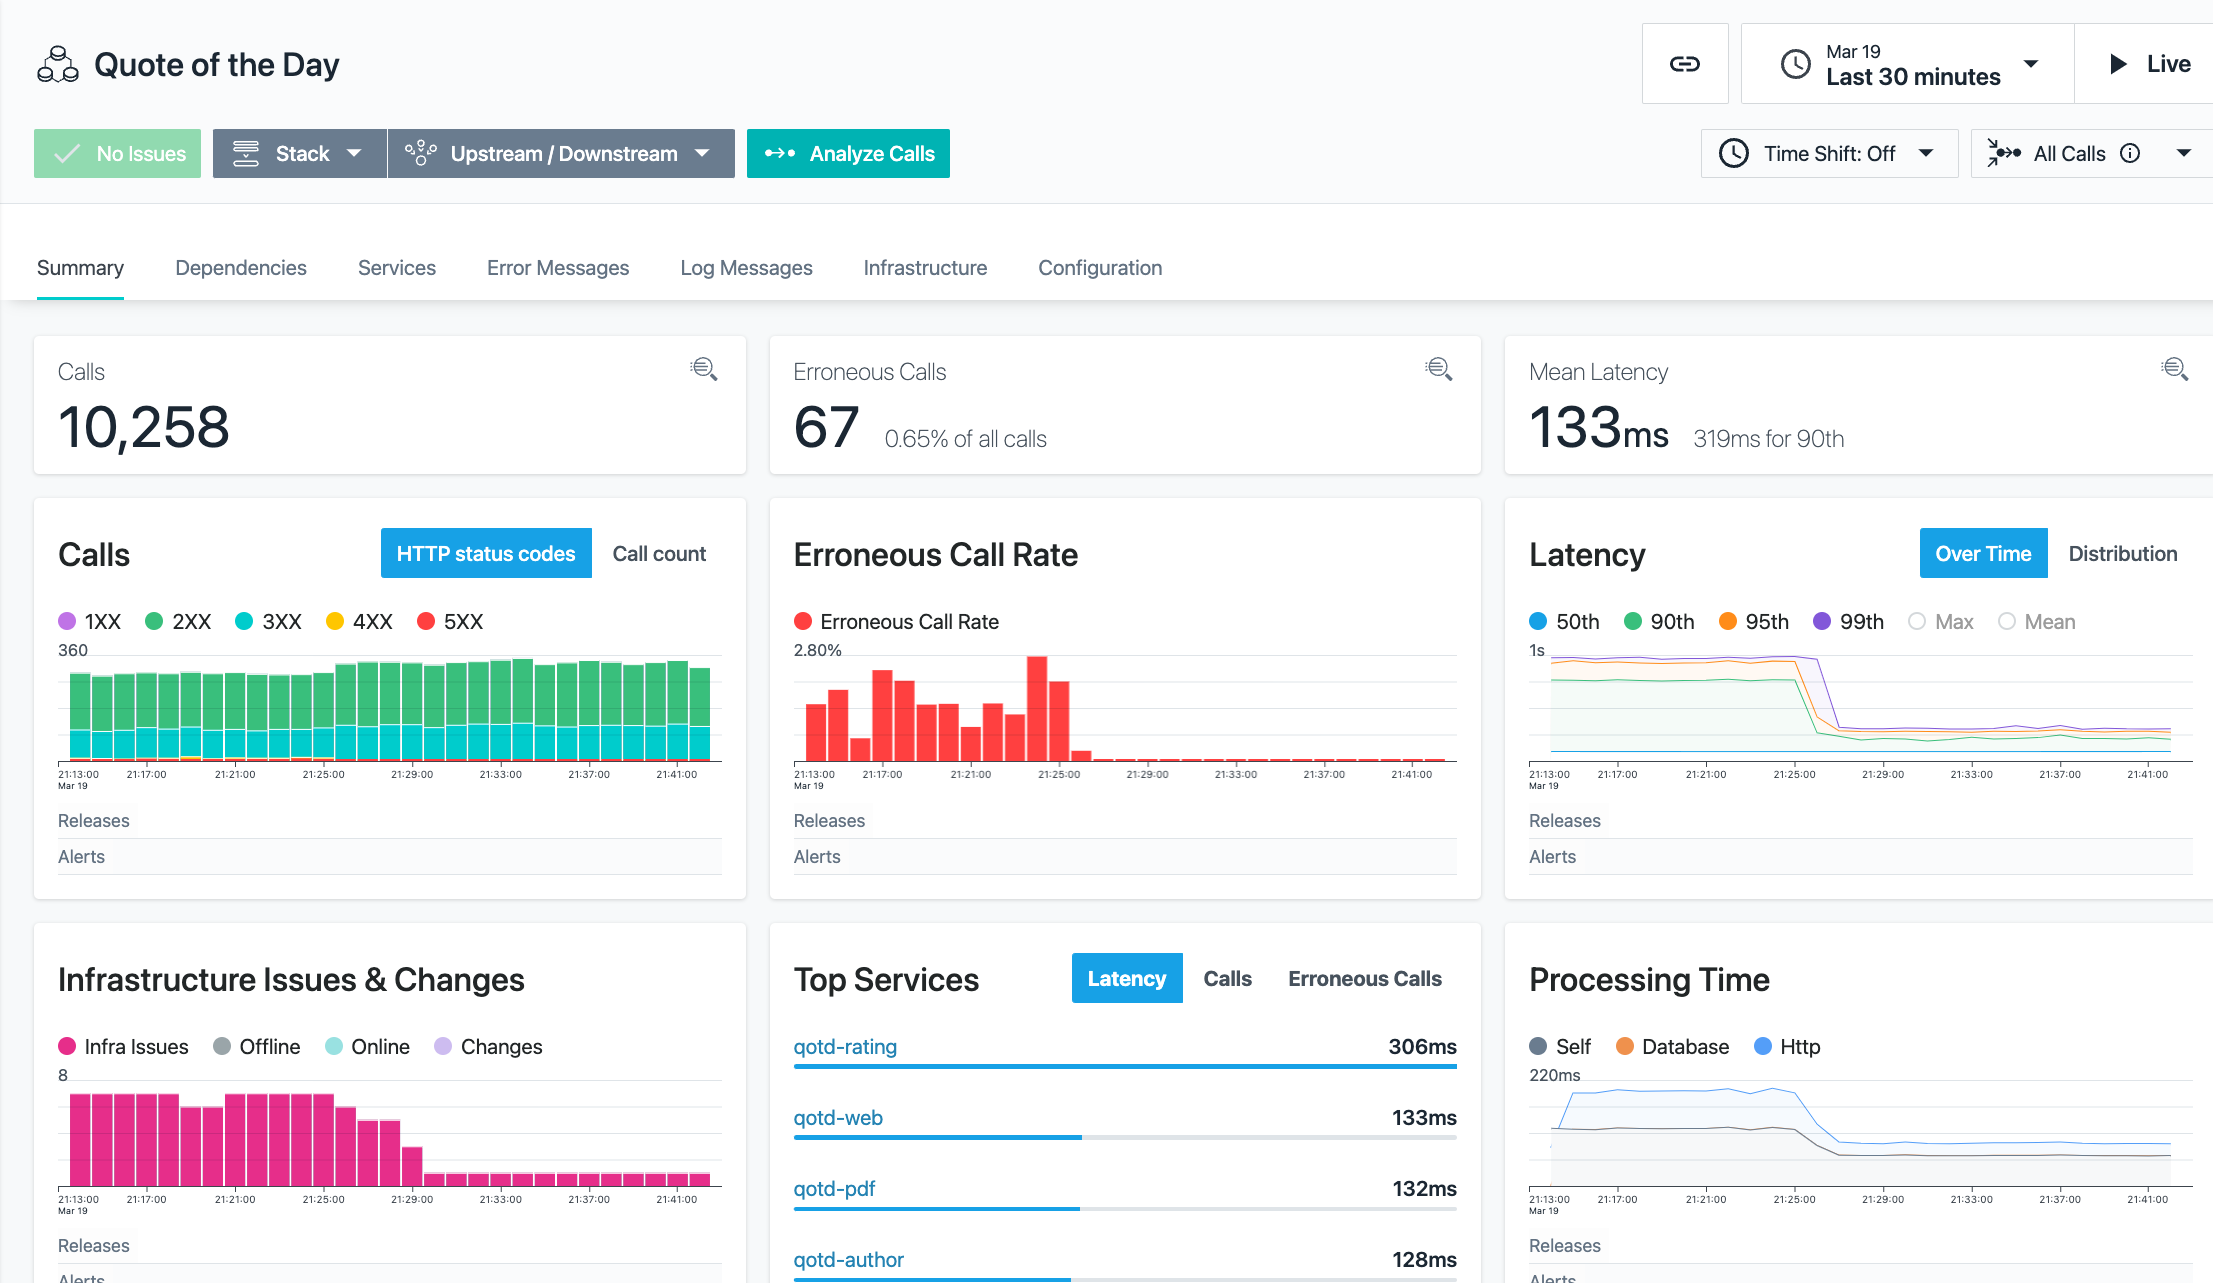 Quote of the Day
Mar 19
Last 30 minutes
Live
No Issues
Stack
Upstream / Downstream
Analyze Calls
Time Shift: Off
All Calls
Summary
Dependencies
Services
Error Messages
Log Messages
Infrastructure
Configuration
Calls
10,258
Erroneous Calls
67 0.65% of all calls
Mean Latency
133ms 319ms for 90th
Calls
HTTP status codes
Call count
1XX 2XX 3XX 4XX 5XX
360
21:13:00 21:17:00 21:21:00 21:25:00 21:29:00 21:33:00 21:37:00 21:41:00
Mar 19
Releases
Alerts
Erroneous Call Rate
Erroneous Call Rate
2.80%
21:13:00 21:17:00 21:21:00 21:25:00 21:29:00 21:33:00 21:37:00 21:41:00
Mar 19
Releases
Alerts
Latency
Over Time
Distribution
50th 90th 95th 99th Max Mean
1s
21:13:00 21:17:00 21:21:00 21:25:00 21:29:00 21:33:00 21:37:00 21:41:00
Mar 19
Releases
Alerts
Infrastructure Issues & Changes
Infra Issues Offline Online Changes
8
21:13:00 21:17:00 21:21:00 21:25:00 21:29:00 21:33:00 21:37:00 21:41:00
Mar 19
Releases
Alerts
Top Services
Latency
Calls
Erroneous Calls
qotd-rating 306ms
qotd-web 133ms
qotd-pdf 132ms
qotd-author 128ms
Processing Time
Self Database Http
220ms
21:13:00 21:17:00 21:21:00 21:25:00 21:29:00 21:33:00 21:37:00 21:41:00
Mar 19
Releases
Alerts